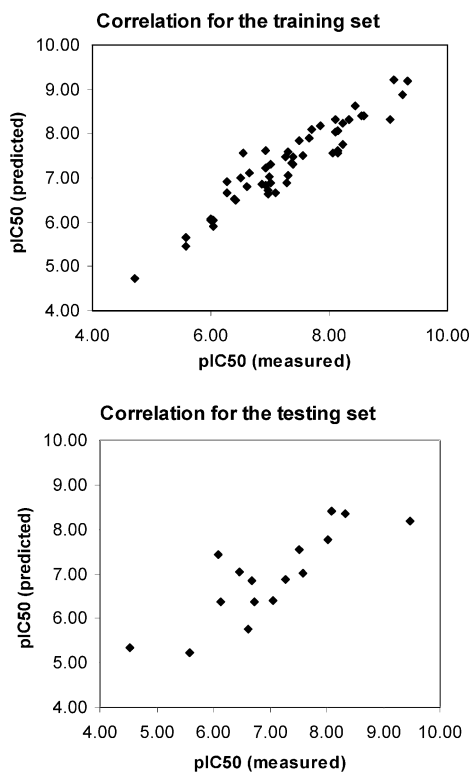 Correlation for the training set
10.00
9.00
8.00
7.00
6.00
5.00
4.00
pIC50 (predicted)
4.00 6.00 8.00 10.00
pIC50 (measured)
Correlation for the testing set
10.00
9.00
8.00
7.00
6.00
5.00
4.00
pIC50 (predicted)
4.00 5.00 6.00 7.00 8.00 9.00 10.00
pIC50 (measured)